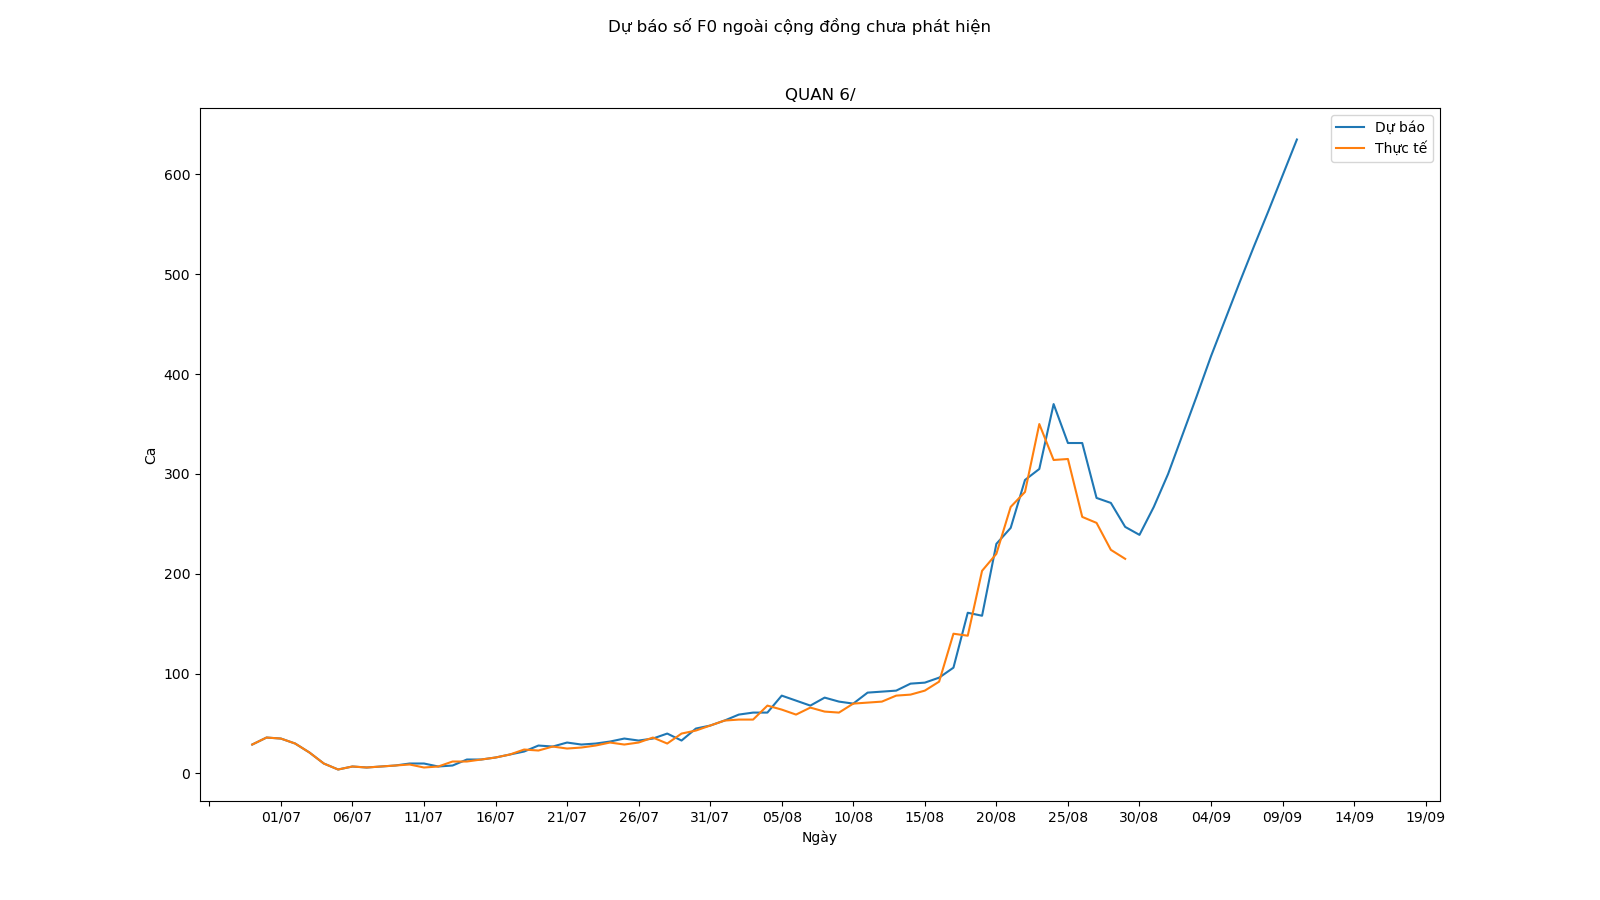 Dự báo số F0 ngoài cộng đồng chưa phát hiện
QUAN 6/
Dự báo
Thực tế
600
500
400
300
200
100
0
Ca
01/07 06/07 11/07 16/07 21/07 26/07 31/07 05/08 10/08 15/08 20/08 25/08 30/08 04/09 09/09 14/09 19/09
Ngày